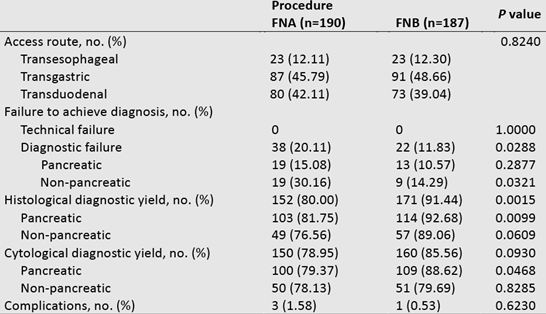 Procedure
FNA (n=190) FNB (n=187) P value
Access route, no. (%) 0.8240
Transesophageal 23 (12.11) 23 (12.30)
Transgastric 87 (45.79) 91 (48.66)
Transduodenal 80 (42.11) 73 (39.04)
Failure to achieve diagnosis, no. (%)
Technical failure 0 0 1.0000
Diagnostic failure 38 (20.11) 22 (11.83) 0.0288
Pancreatic 19 (15.08) 13 (10.57) 0.2877
Non-pancreatic 19 (30.16) 9 (14.29) 0.0321
Histological diagnostic yield, no. (%) 152 (80.00) 171 (91.44) 0.0015
Pancreatic 103 (81.75) 114 (92.68) 0.0099
Non-pancreatic 49 (76.56) 57 (89.06) 0.0609
Cytological diagnostic yield, no. (%) 150 (78.95) 160 (85.56) 0.0930
Pancreatic 100 (79.37) 109 (88.62) 0.0468
Non-pancreatic 50 (78.13) 51 (79.69) 0.8285
Complications, no. (%) 3 (1.58) 1 (0.53) 0.6230